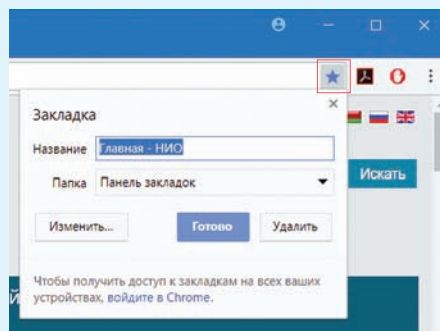 Закладка
Название Главная - НИО
Папка Панель закладок
Искать
Изменить... Готово Удалить
Чтобы получить доступ к закладкам на всех ваших
устройствах, войдите в Chrome.
й